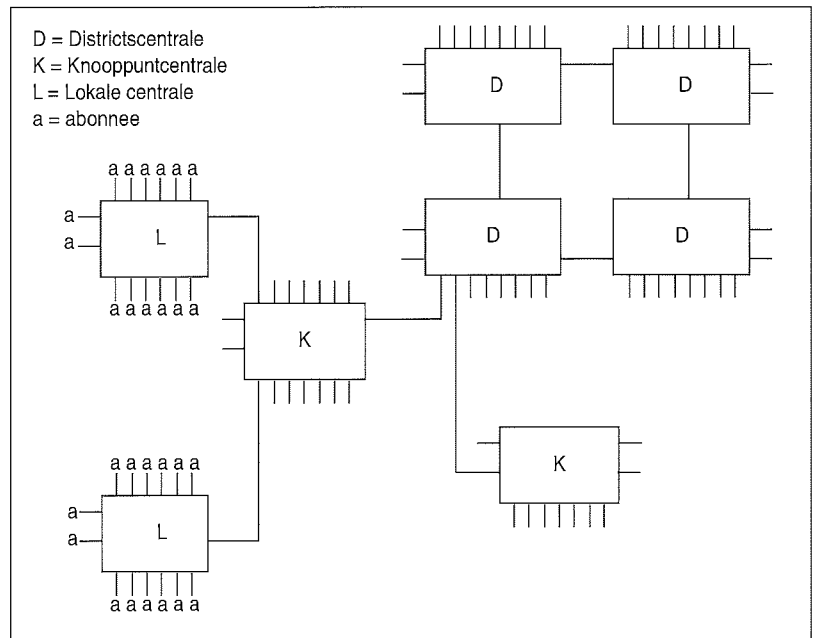 D = Districtscentrale
K = Knooppuntcentrale
L = Lokale centrale
a = abonnee
D
D
a a a a a a
a
L
a
D
D
a a a a a a
K
a a a a a a
K
a
L
a
a a a a a a